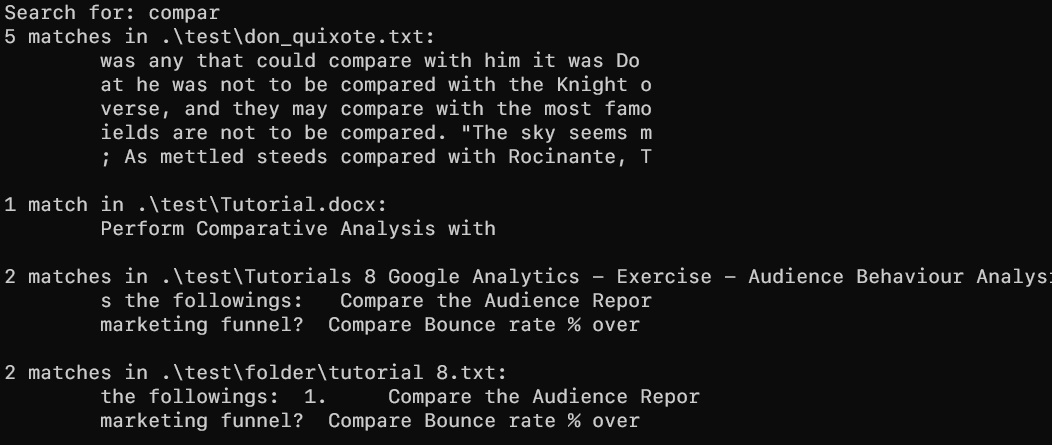 Search for: compar
5 matches in .\test\don_quixote.txt:
was any that could compare with him it was Do
at he was not to be compared with the Knight o
verse, and they may compare with the most famo
ields are not to be compared. "The sky seems m
; As mettled steeds compared with Rocinante, T
1 match in .\test\Tutorial.docx:
Perform Comparative Analysis with
2 matches in .\test\Tutorials 8 Google Analytics – Exercise – Audience Behaviour Analysi
s the followings:   Compare the Audience Repor
marketing funnel?  Compare Bounce rate % over
2 matches in .\test\folder\tutorial 8.txt:
the followings:  1.     Compare the Audience Repor
marketing funnel?  Compare Bounce rate % over